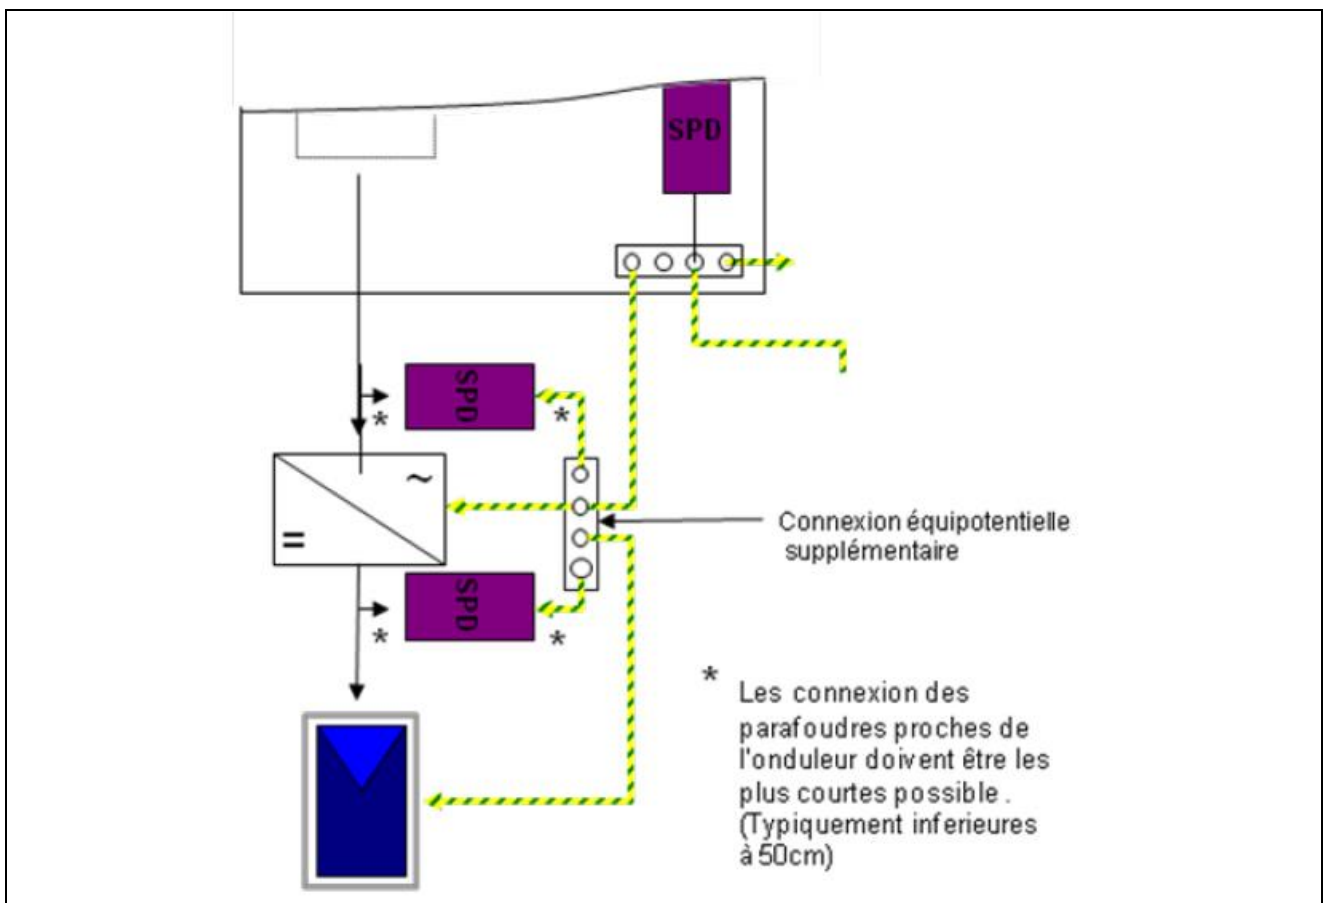 SPD
SPD
*
*
~
=
Connexion équipotentielle
supplémentaire
SPD
*
*
* Les connexion des
parafoudres proches de
l'onduleur doivent être les
plus courtes possible .
(Typiquement inferieures
à 50cm)